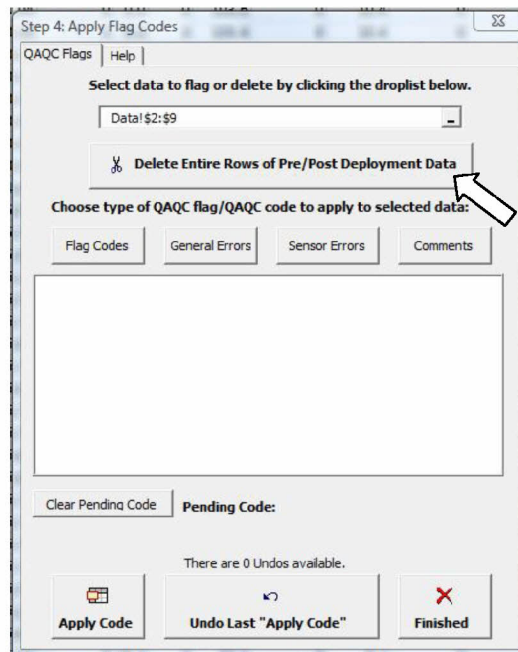 Step 4: Apply Flag Codes
QAQC Flags Help
Select data to flag or delete by clicking the droplist below.
Data!$2:$9
Delete Entire Rows of Pre/Post Deployment Data
Choose type of QAQC flag/QAQC code to apply to selected data:
Flag Codes General Errors Sensor Errors Comments
Clear Pending Code Pending Code:
There are 0 Undos available.
Apply Code Undo Last "Apply Code" Finished